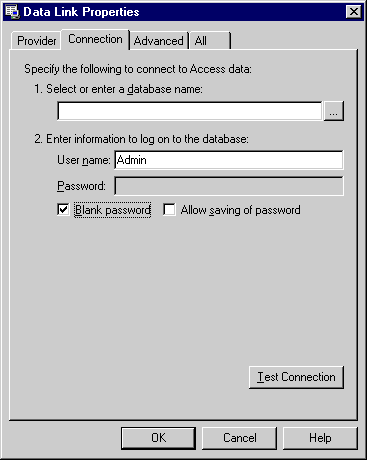 Data Link Properties
Provider Connection Advanced All
Specify the following to connect to Access data:
1. Select or enter a database name:
...
2. Enter information to log on to the database:
User name: Admin
Password:
Blank password Allow saving of password
Test Connection
OK Cancel Help